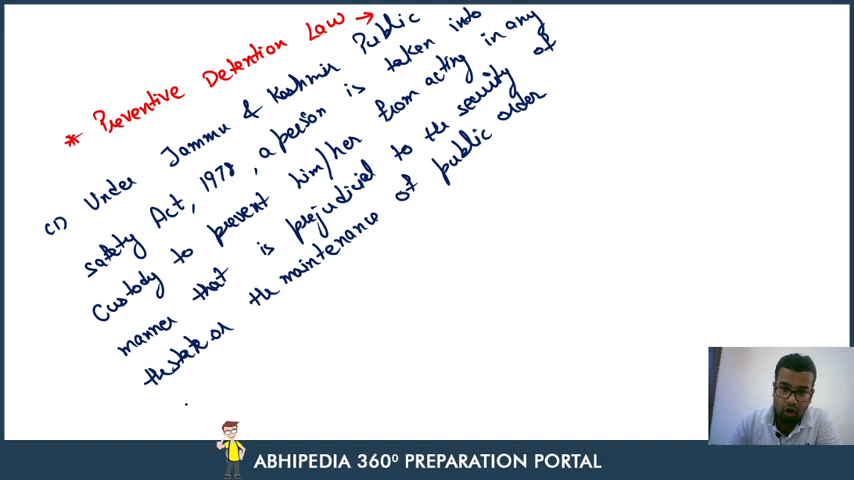 * Preventive Detention Law →
(1) Under Jammu & Kashmir Public
safety Act, 1978, a person is taken into
Custody to prevent him/her from acting in any
manner that is prejudicial to the security of
the state or the maintenance of public order
ABHIPEDIA 360⁰ PREPARATION PORTAL